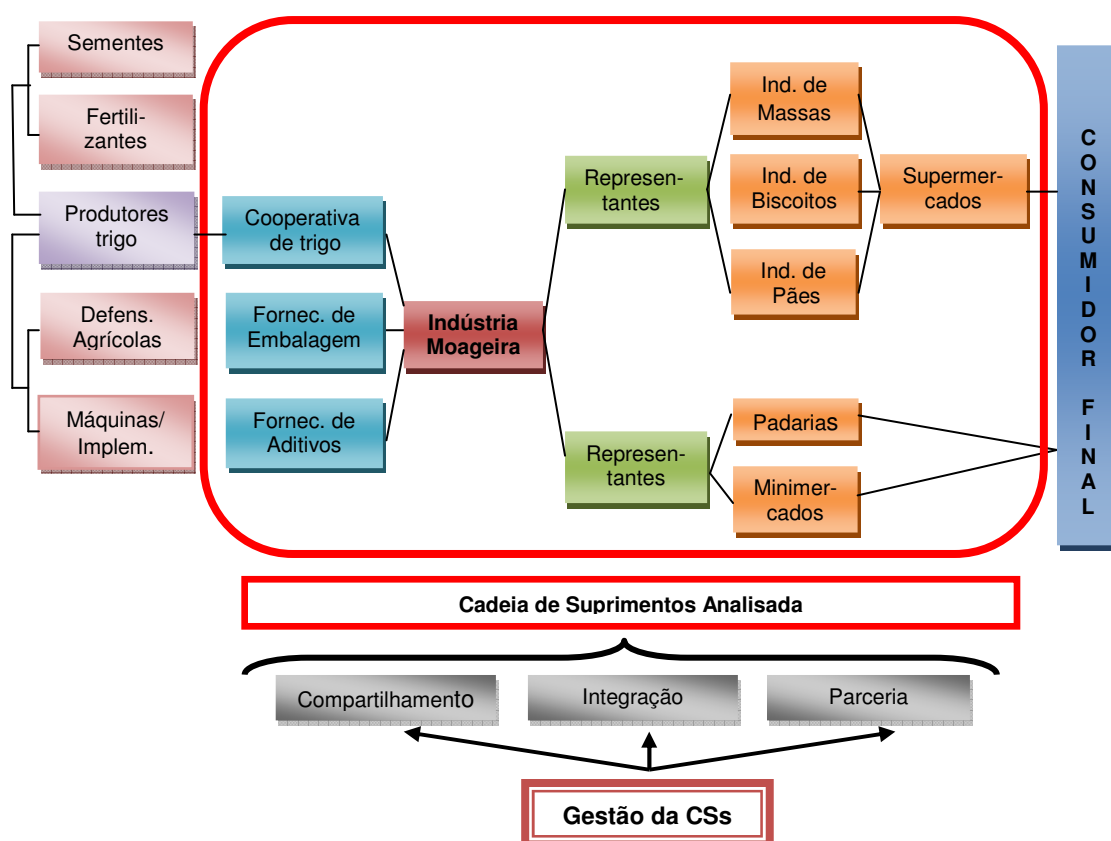 Sementes
Fertili-
zantes
Produtores
trigo
Defens.
Agrícolas
Máquinas/
Implem.
Cooperativa
de trigo
Fornec. de
Embalagem
Fornec. de
Aditivos
Indústria
Moageira
Represen-
tantes
Represen-
tantes
Ind. de
Massas
Ind. de
Biscoitos
Ind. de
Pães
Padarias
Minimer-
cados
Supermer-
cados
CONSUMIDOR FINAL
Cadeia de Suprimentos Analisada
Compartilhamento
Integração
Parceria
Gestão da CSs